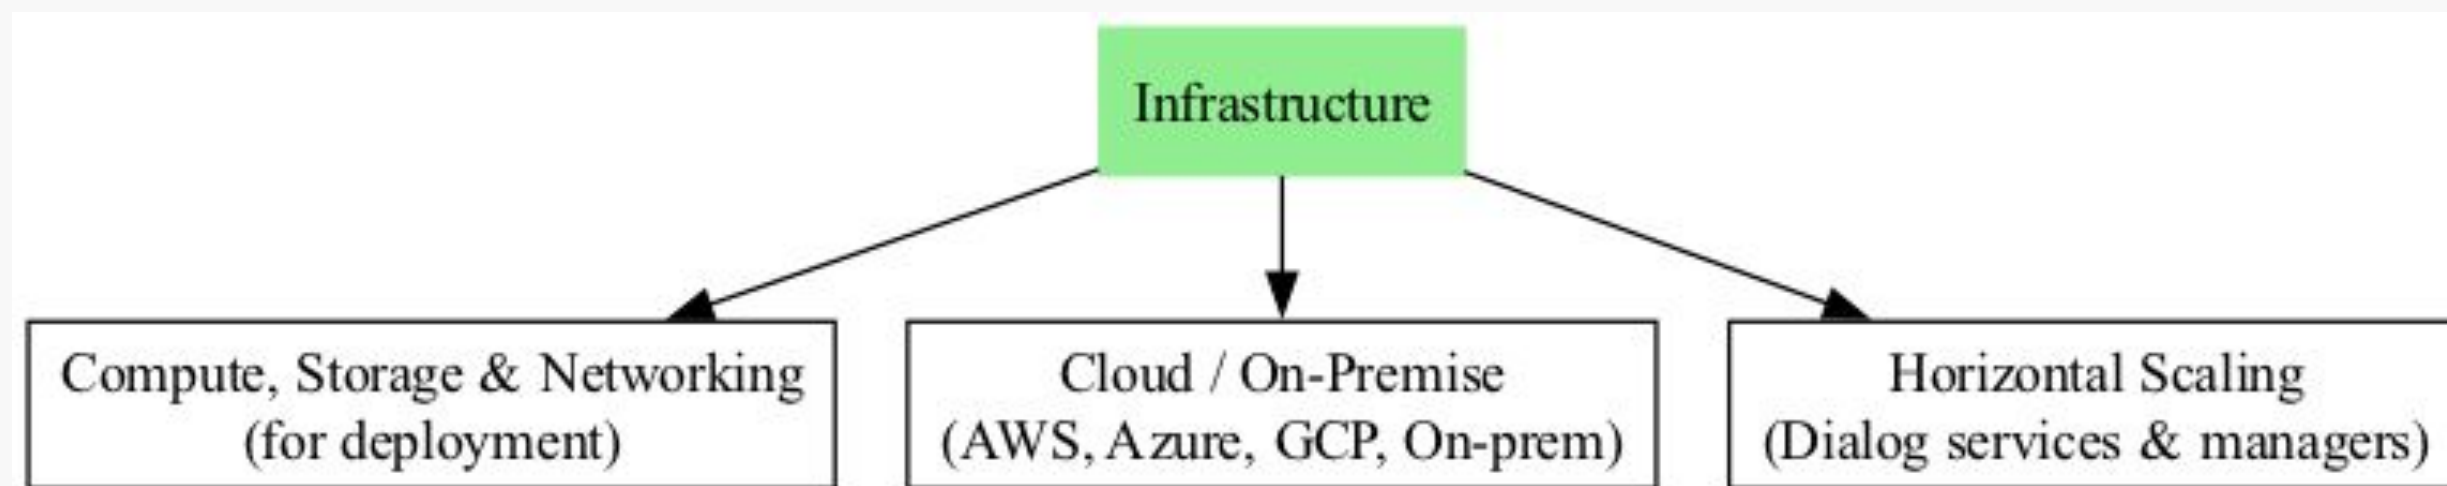 Infrastructure
Compute, Storage & Networking
(for deployment)
Cloud / On-Premise
(AWS, Azure, GCP, On-prem)
Horizontal Scaling
(Dialog services & managers)